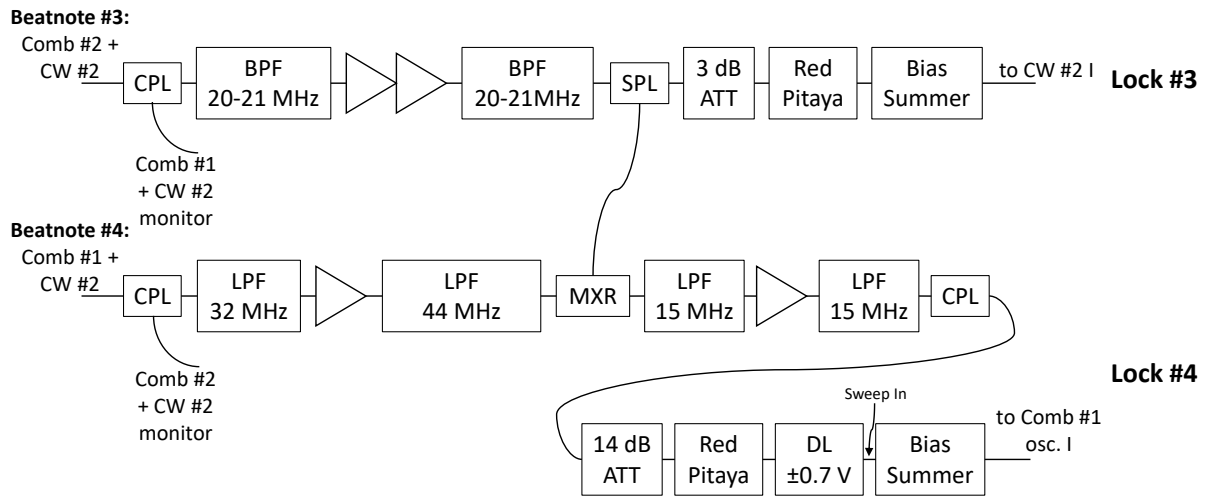 Beatnote #3:
Comb #2 +
CW #2
CPL
BPF
20-21 MHz
BPF
20-21MHz
SPL
3 dB
ATT
Red
Pitaya
Bias
Summer
to CW #2 I
Lock #3
Comb #1
+ CW #2
monitor
Beatnote #4:
Comb #1 +
CW #2
CPL
LPF
32 MHz
LPF
44 MHz
MXR
LPF
15 MHz
LPF
15 MHz
CPL
Comb #2
+ CW #2
monitor
Lock #4
Sweep In
14 dB
ATT
Red
Pitaya
DL
±0.7 V
Bias
Summer
to Comb #1
osc. I